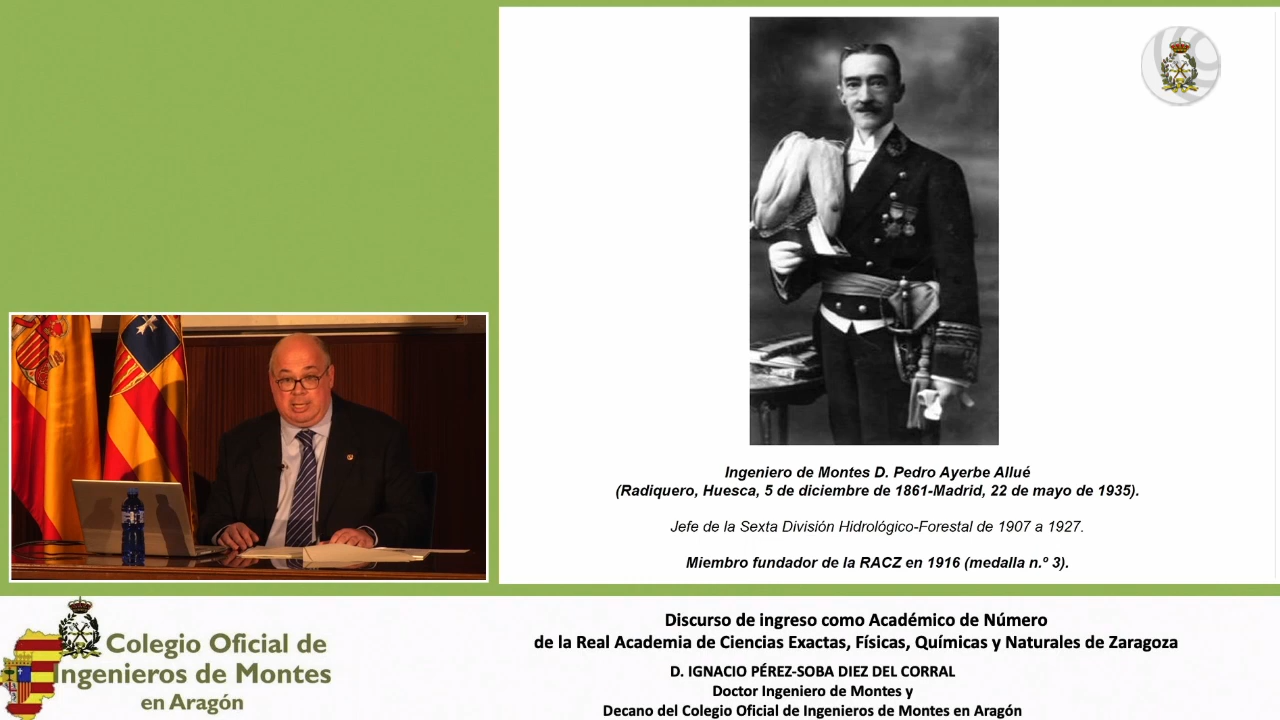 Ingeniero de Montes D. Pedro Ayerbe Allué
(Radiquero, Huesca, 5 de diciembre de 1861-Madrid, 22 de mayo de 1935).
Jefe de la Sexta División Hidrológico-Forestal de 1907 a 1927.
Miembro fundador de la RACZ en 1916 (medalla n.º 3).
Colegio Oficial de
Ingenieros de Montes
en Aragón
Discurso de ingreso como Académico de Número
de la Real Academia de Ciencias Exactas, Físicas, Químicas y Naturales de Zaragoza
D. IGNACIO PÉREZ-SOBA DIEZ DEL CORRAL
Doctor Ingeniero de Montes y
Decano del Colegio Oficial de Ingenieros de Montes en Aragón